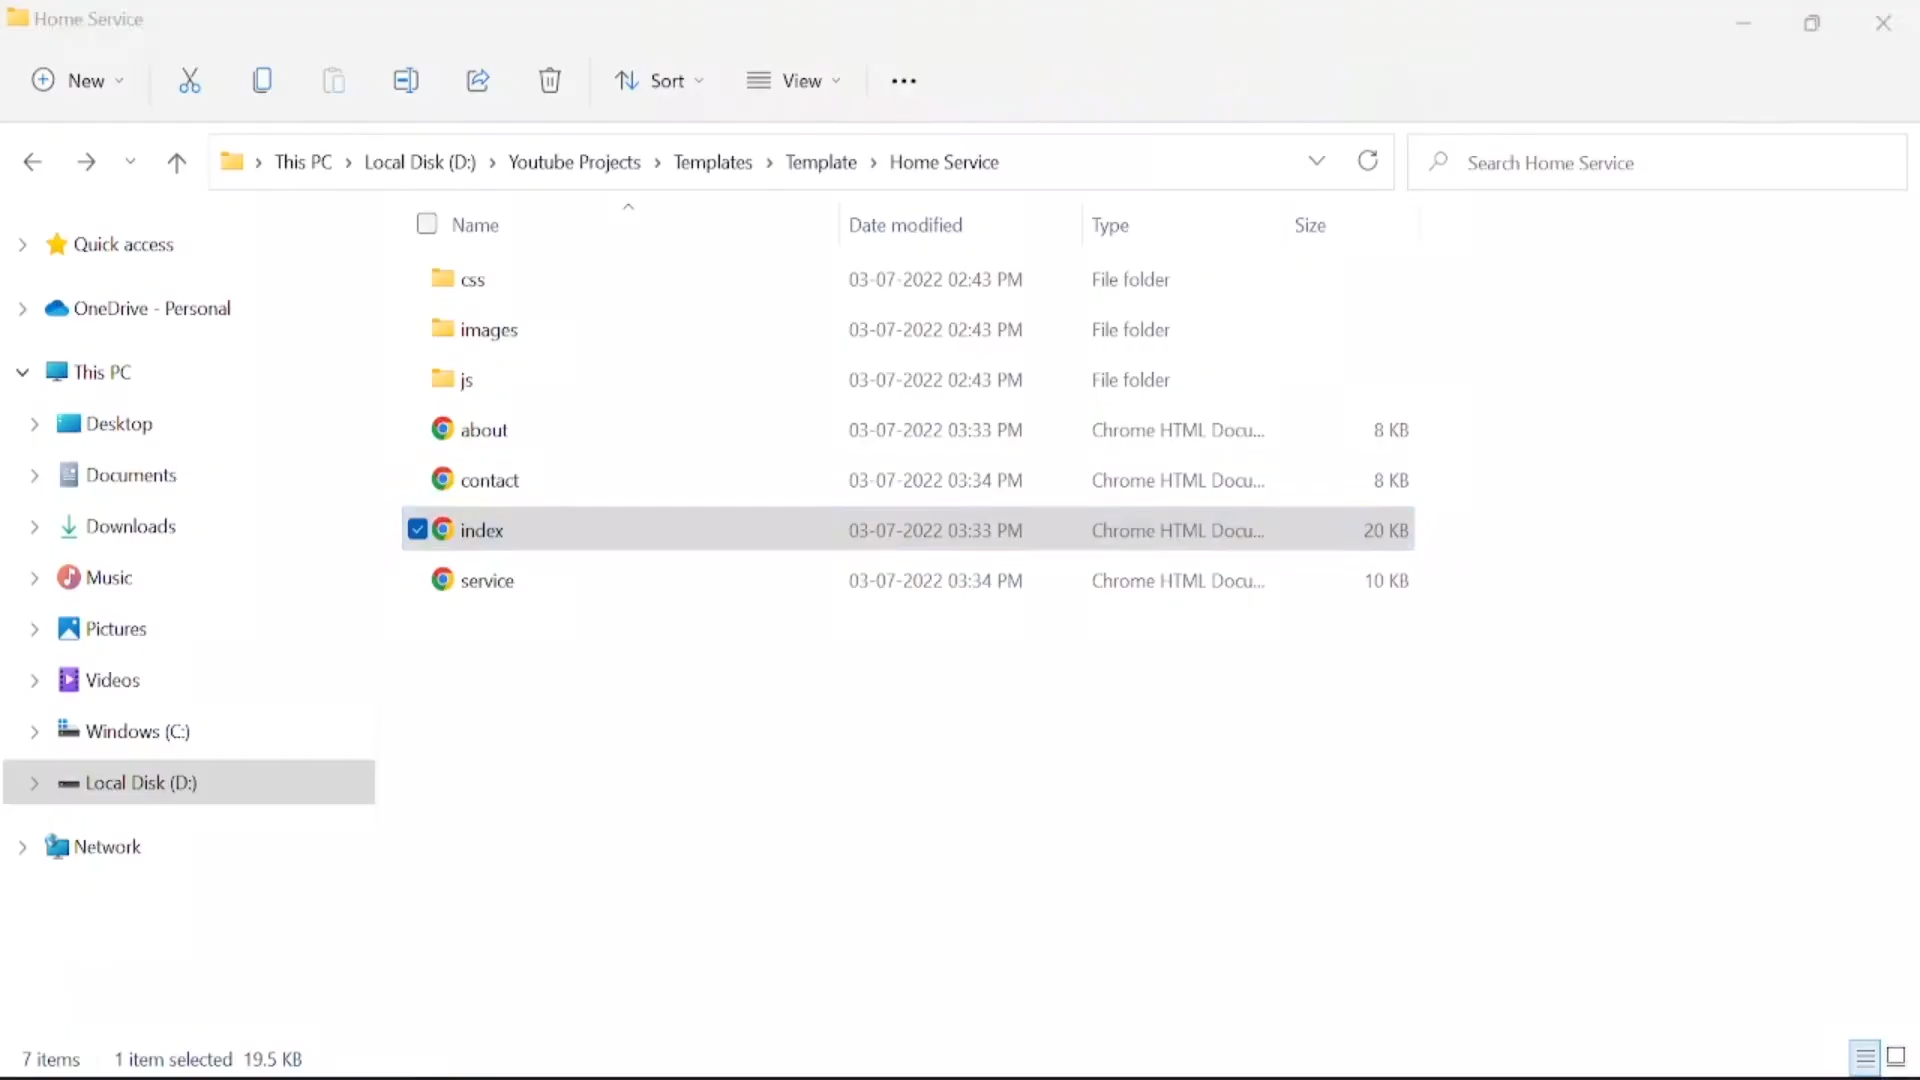 Home Service
New Sort View
This PC Local Disk (D:) Youtube Projects Templates Template Home Service
Search Home Service
Name Date modified Type Size
Quick access
OneDrive - Personal
This PC
Desktop
Documents
Downloads
Music
Pictures
Videos
Windows (C:)
Local Disk (D:)
Network
css 03-07-2022 02:43 PM File folder
images 03-07-2022 02:43 PM File folder
js 03-07-2022 02:43 PM File folder
about 03-07-2022 03:33 PM Chrome HTML Docu... 8 KB
contact 03-07-2022 03:34 PM Chrome HTML Docu... 8 KB
index 03-07-2022 03:33 PM Chrome HTML Docu... 20 KB
service 03-07-2022 03:34 PM Chrome HTML Docu... 10 KB
7 items 1 item selected 19.5 KB